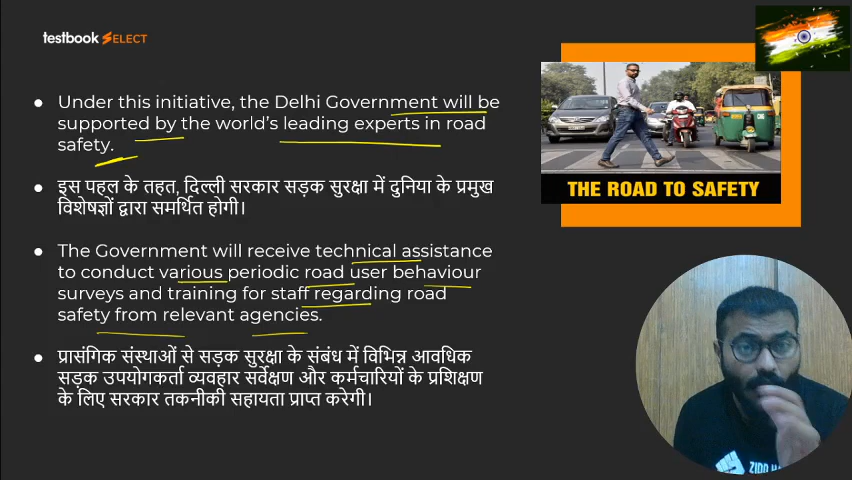 testbook SELECT
Under this initiative, the Delhi Government will be
supported by the world's leading experts in road
safety.
इस पहल के तहत, दिल्ली सरकार सड़क सुरक्षा में दुनिया के प्रमुख
विशेषज्ञों द्वारा समर्थित होगी।
The Government will receive technical assistance
to conduct various periodic road user behaviour
surveys and training for staff regarding road
safety from relevant agencies.
प्रासंगिक संस्थाओं से सड़क सुरक्षा के संबंध में विभिन्न आवधिक
सड़क उपयोगकर्ता व्यवहार सर्वेक्षण और कर्मचारियों के प्रशिक्षण
के लिए सरकार तकनीकी सहायता प्राप्त करेगी।
THE ROAD TO SAFETY